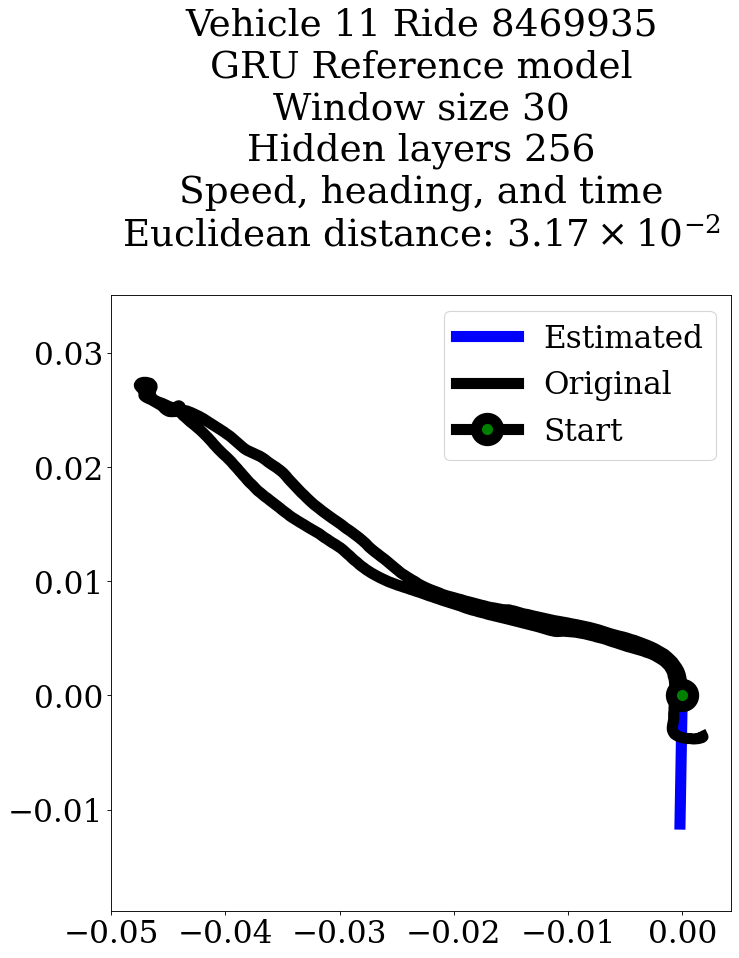 Vehicle 11 Ride 8469935
GRU Reference model
Window size 30
Hidden layers 256
Speed, heading, and time
Euclidean distance: 3.17 × 10⁻²
Estimated
Original
Start
0.03
0.02
0.01
0.00
−0.01
−0.05 −0.04 −0.03 −0.02 −0.01 0.00